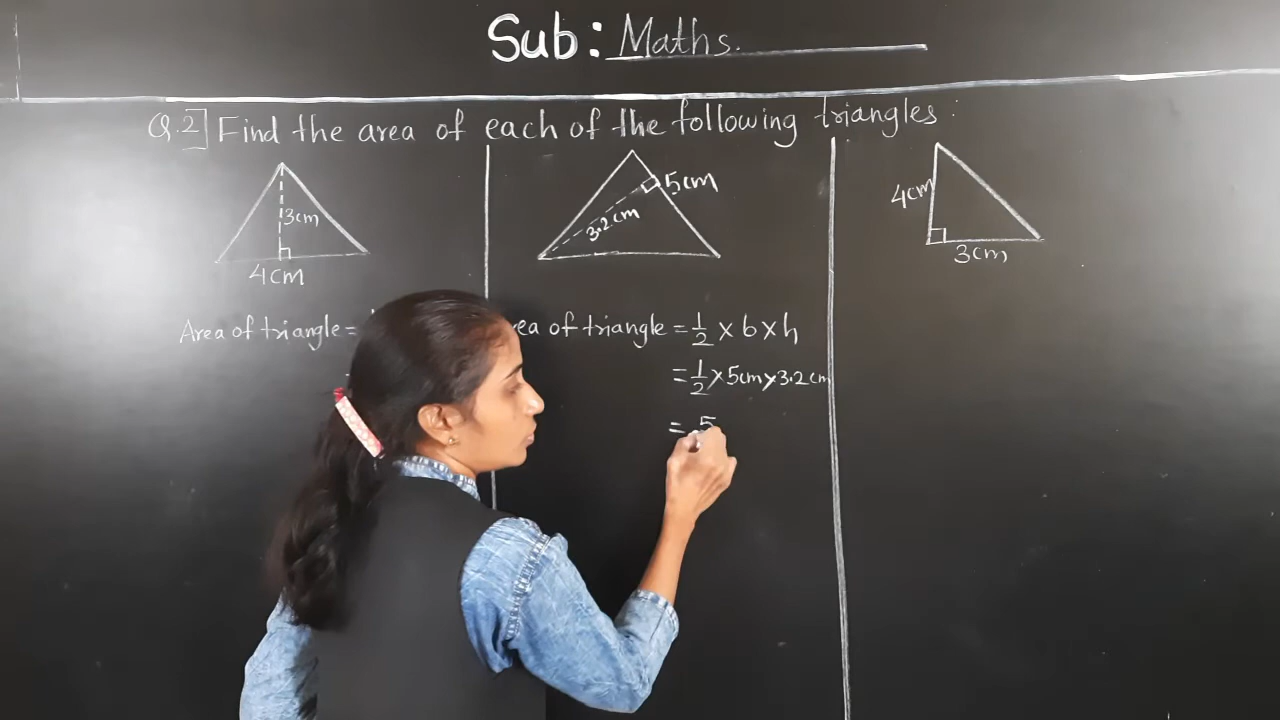 Sub: Maths.
Q.2] Find the area of each of the following triangles:
3cm
4cm
5cm
3.2cm
4cm
3cm
Area of triangle =
rea of triangle = 1/2 × b × h
= 1/2 × 5cm × 3.2cm
= 5